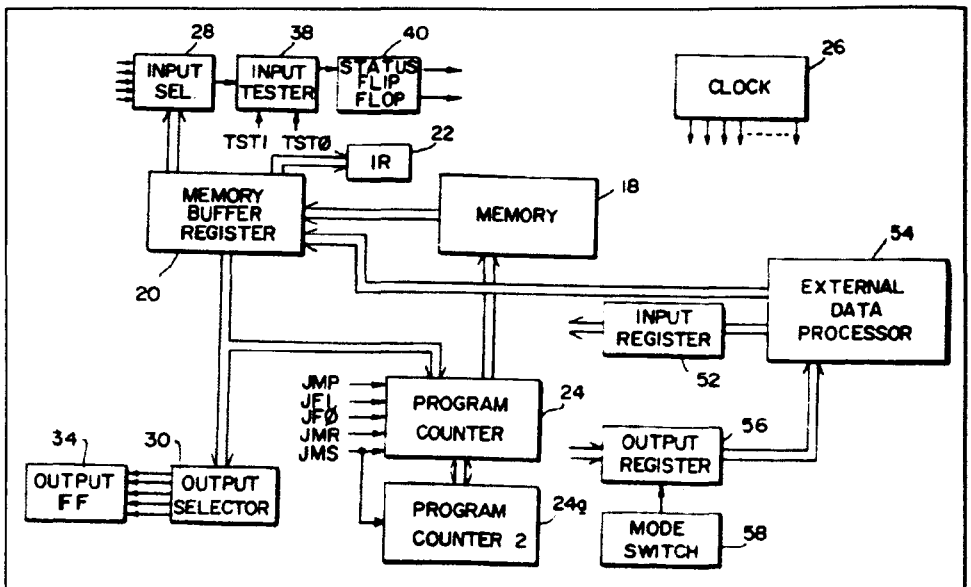 28
38
40
26
INPUT
SEL.
INPUT
TESTER
STATUS
FLIP
FLOP
CLOCK
TST1
TSTØ
22
IR
18
MEMORY
BUFFER
REGISTER
MEMORY
20
54
EXTERNAL
DATA
PROCESSOR
INPUT
REGISTER
52
JMP
JF1
JFØ
JMR
JMS
PROGRAM
COUNTER
24
56
OUTPUT
REGISTER
34
30
OUTPUT
FF
OUTPUT
SELECTOR
PROGRAM
COUNTER 2
24a
MODE
SWITCH
58